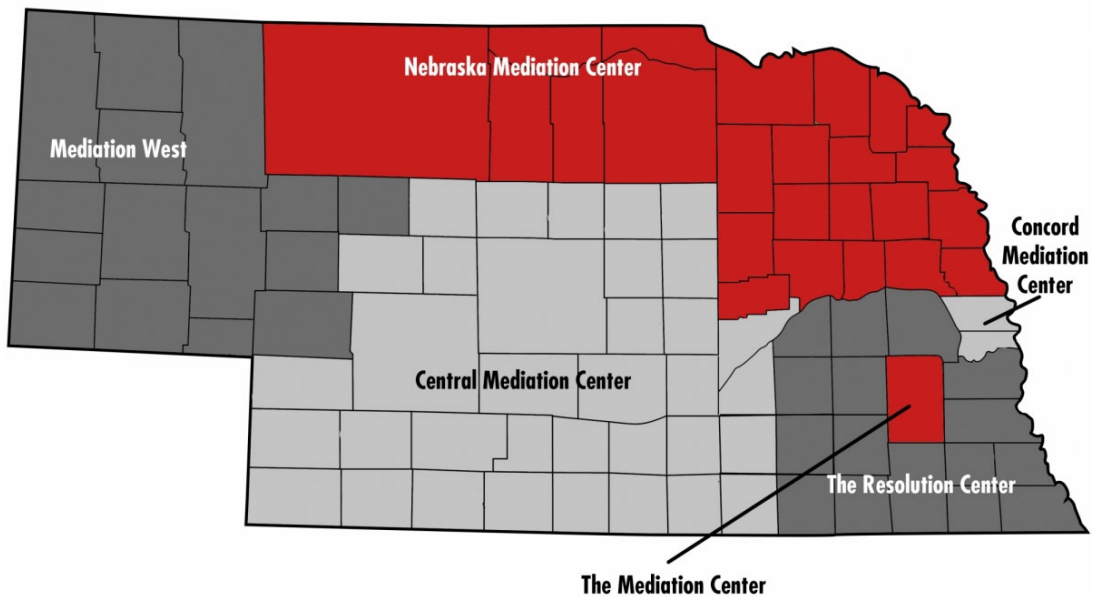 Nebraska Mediation Center
Mediation West
Concord
Mediation
Center
Central Mediation Center
The Resolution Center
The Mediation Center